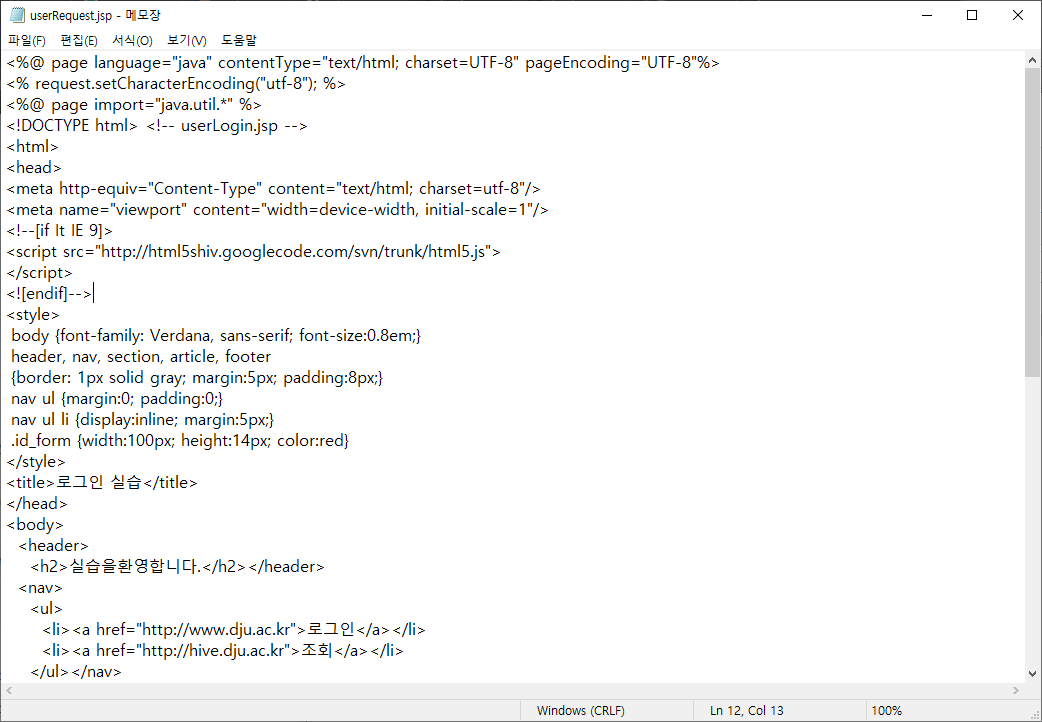 userRequest.jsp - 메모장
파일(F) 편집(E) 서식(O) 보기(V) 도움말
<%@ page language="java" contentType="text/html; charset=UTF-8" pageEncoding="UTF-8"%>
<% request.setCharacterEncoding("utf-8"); %>
<%@ page import="java.util.*" %>
<!DOCTYPE html> <!-- userLogin.jsp -->
<html>
<head>
<meta http-equiv="Content-Type" content="text/html; charset=utf-8"/>
<meta name="viewport" content="width=device-width, initial-scale=1"/>
<!--[if lt IE 9]>
<script src="http://html5shiv.googlecode.com/svn/trunk/html5.js">
</script>
<![endif]-->
<style>
 body {font-family: Verdana, sans-serif; font-size:0.8em;}
 header, nav, section, article, footer
 {border: 1px solid gray; margin:5px; padding:8px;}
 nav ul {margin:0; padding:0;}
 nav ul li {display:inline; margin:5px;}
 .id_form {width:100px; height:14px; color:red}
</style>
<title>로그인 실습</title>
</head>
<body>
  <header>
    <h2>실습을환영합니다.</h2></header>
  <nav>
    <ul>
      <li><a href="http://www.dju.ac.kr">로그인</a></li>
      <li><a href="http://hive.dju.ac.kr">조회</a></li>
    </ul></nav>
Windows (CRLF) Ln 12, Col 13 100%